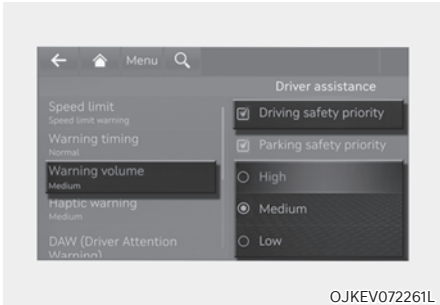 Menu
Driver assistance
Speed limit
Speed limit warning
Driving safety priority
Warning timing
Normal
Parking safety priority
Warning volume
Medium
High
Haptic warning
Medium
Medium
DAW (Driver Attention
Warning)
Low
OJKEV072261L